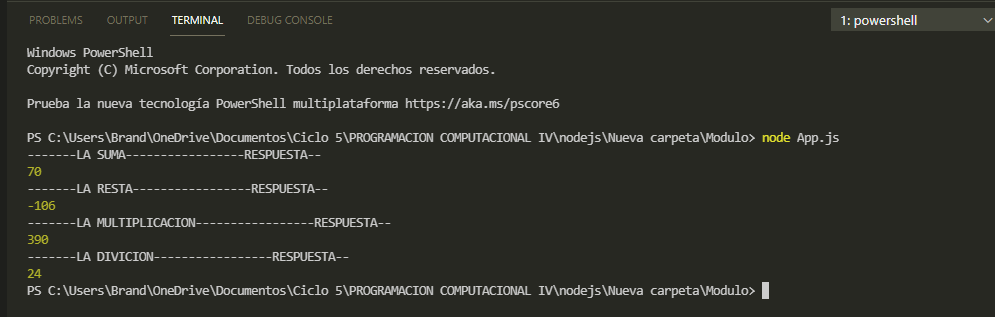 PROBLEMS OUTPUT TERMINAL DEBUG CONSOLE 1: powershell
Windows PowerShell
Copyright (C) Microsoft Corporation. Todos los derechos reservados.
Prueba la nueva tecnología PowerShell multiplataforma https://aka.ms/pscore6
PS C:\Users\Brand\OneDrive\Documentos\Ciclo 5\PROGRAMACION COMPUTACIONAL IV\nodejs\Nueva carpeta\Modulo> node App.js
-------LA SUMA-----------------RESPUESTA--
70
-------LA RESTA-----------------RESPUESTA--
-106
-------LA MULTIPLICACION-----------------RESPUESTA--
390
-------LA DIVICION-----------------RESPUESTA--
24
PS C:\Users\Brand\OneDrive\Documentos\Ciclo 5\PROGRAMACION COMPUTACIONAL IV\nodejs\Nueva carpeta\Modulo>